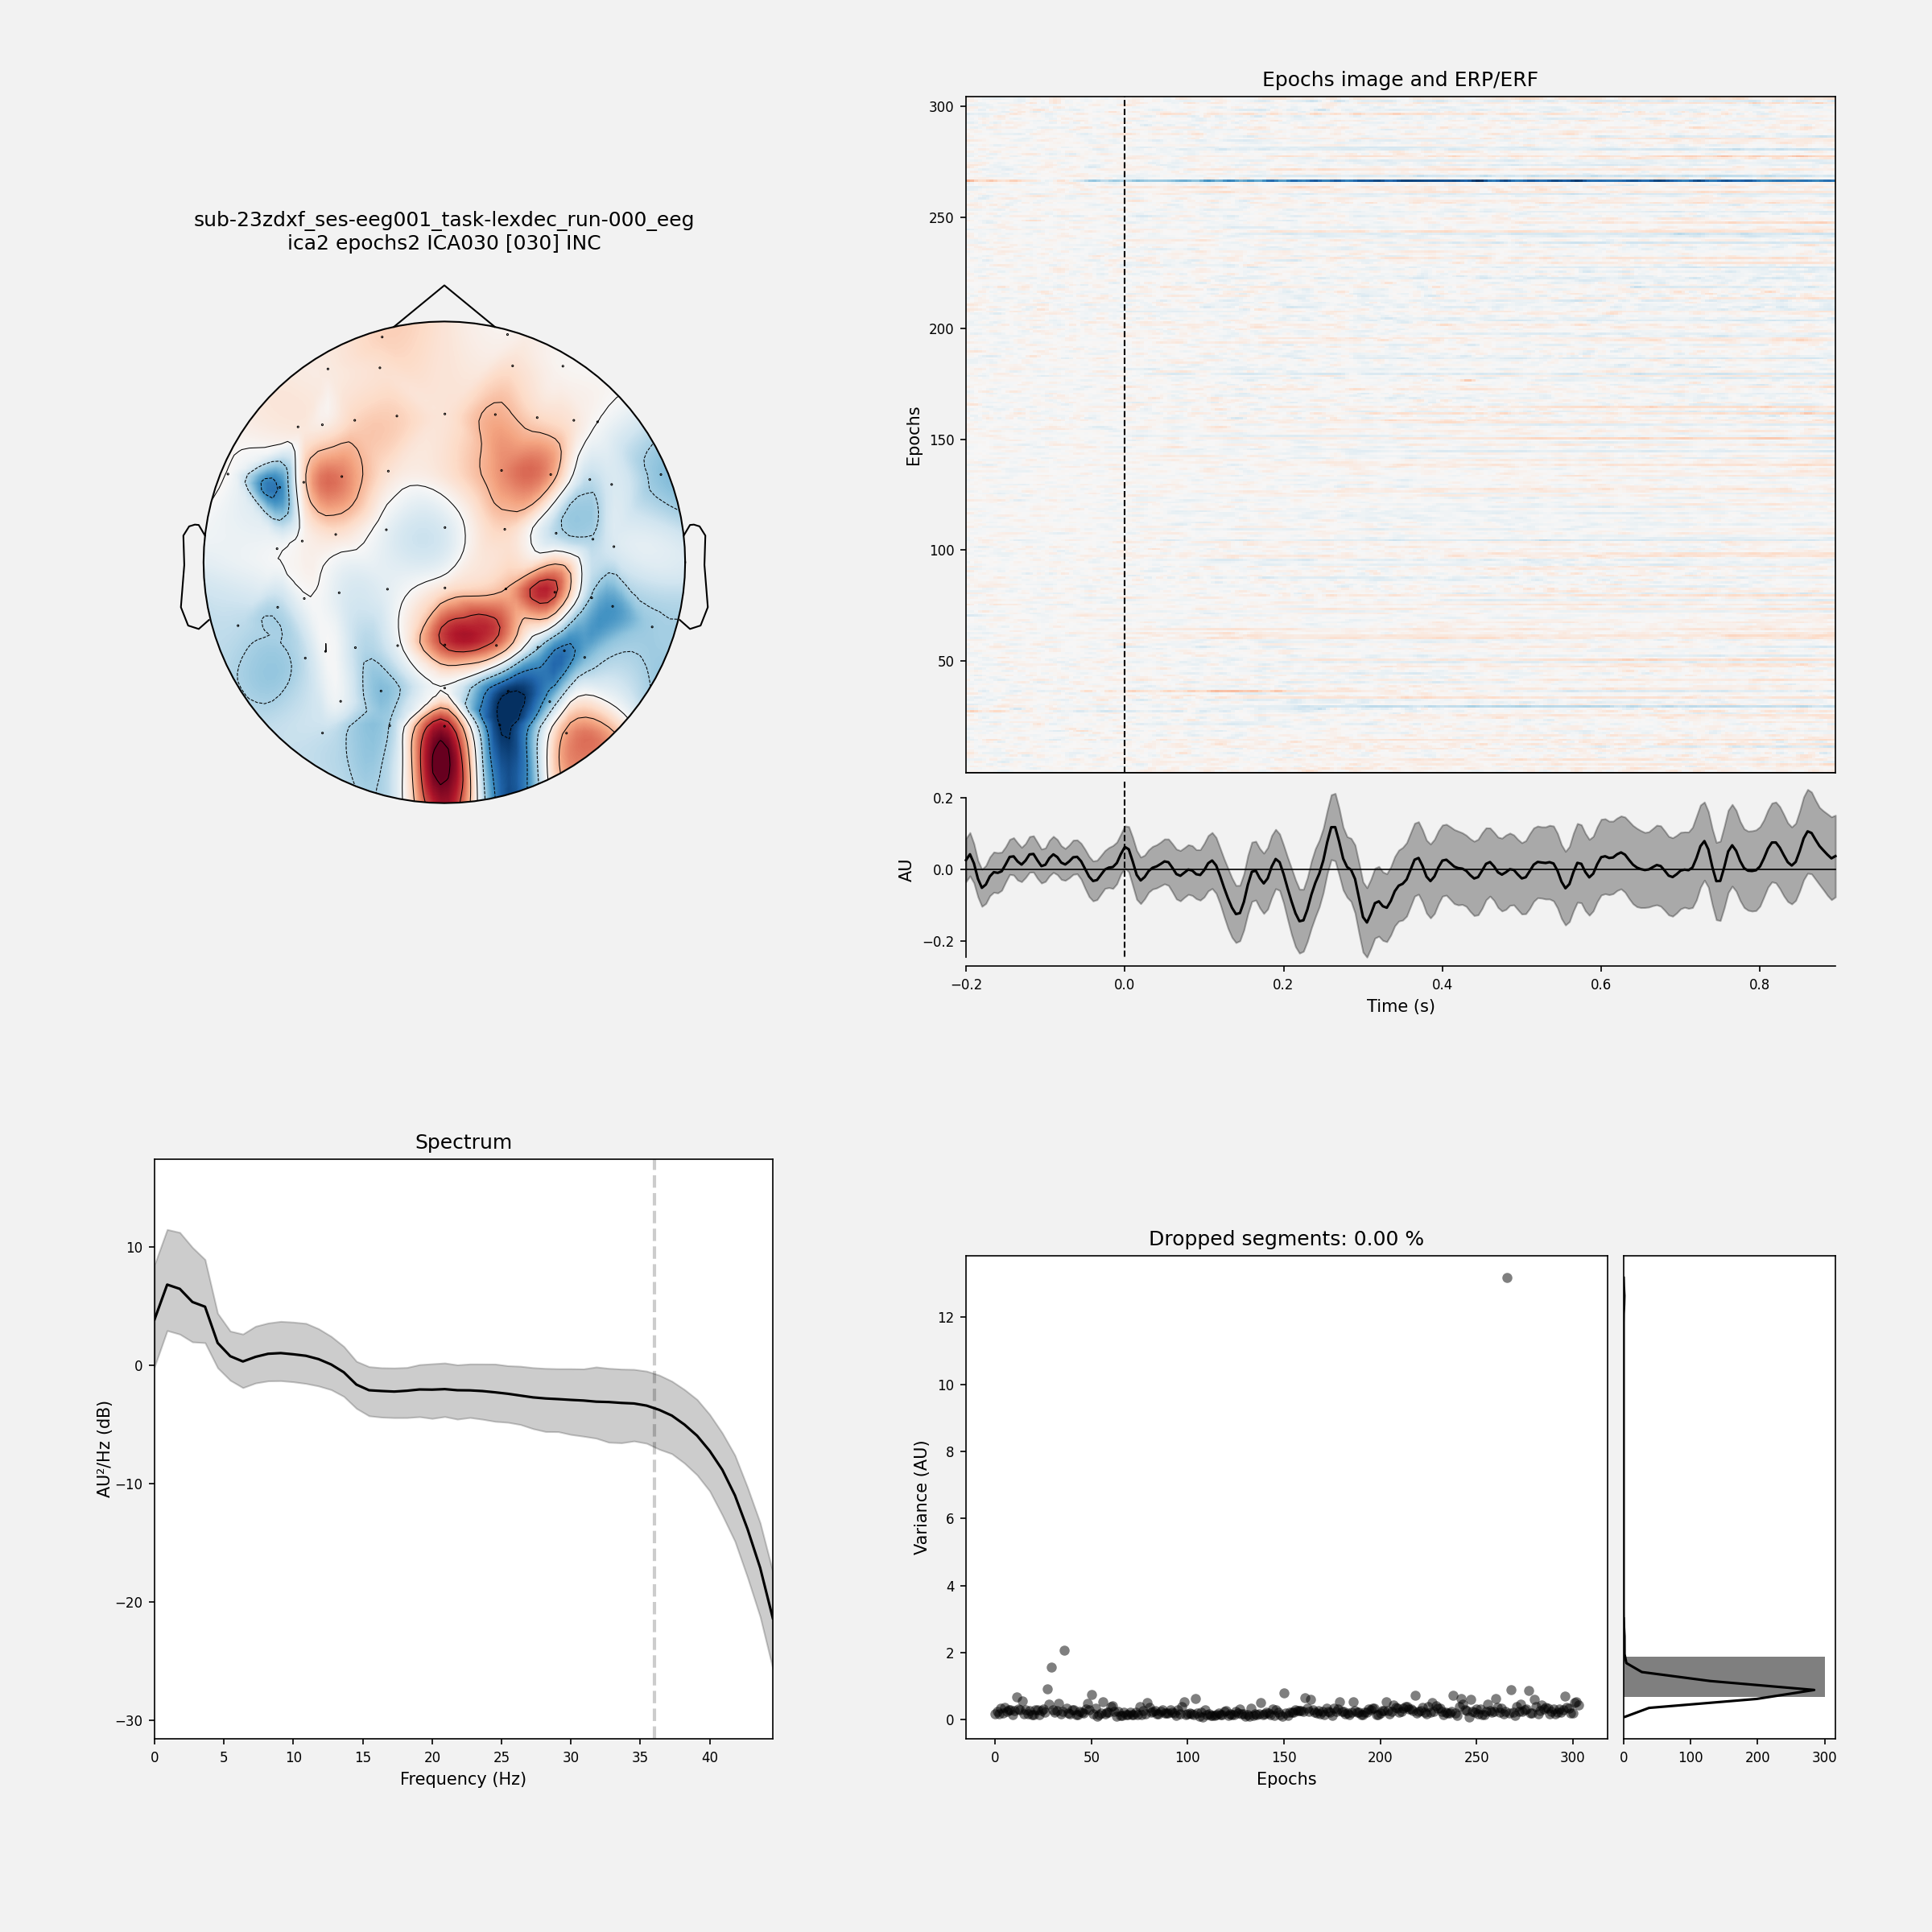 sub-23zdxf_ses-eeg001_task-lexdec_run-000_eeg
ica2 epochs2 ICA030 [030] INC
Epochs image and ERP/ERF
300
250
200
150
100
50
Epochs
0.2
0.0
−0.2
AU
−0.2 0.0 0.2 0.4 0.6 0.8
Time (s)
Spectrum
10
0
−10
−20
−30
AU²/Hz (dB)
0 5 10 15 20 25 30 35 40
Frequency (Hz)
Dropped segments: 0.00 %
12
10
8
6
4
2
0
Variance (AU)
0 50 100 150 200 250 300
Epochs
0 100 200 300